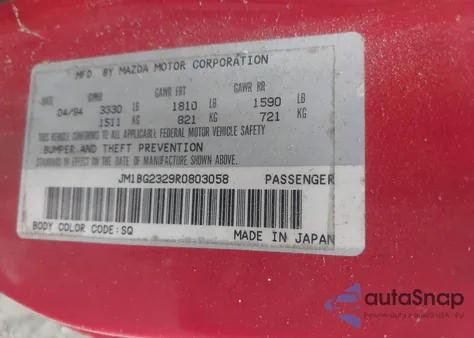 MFD. BY MAZDA MOTOR CORPORATION
DATE GVWR GAWR FRT GAWR RR
04/94 3330 LB 1810 LB 1590 LB
1511 KG 821 KG 721 KG
THIS VEHICLE CONFORMS TO ALL APPLICABLE FEDERAL MOTOR VEHICLE SAFETY
BUMPER AND THEFT PREVENTION
STANDARD IN EFFECT ON THE DATE OF MANUFACTURE SHOWN ABOVE.
JM1BG2329R0803058 PASSENGER
BODY COLOR CODE:SQ
MADE IN JAPAN
autoSnap